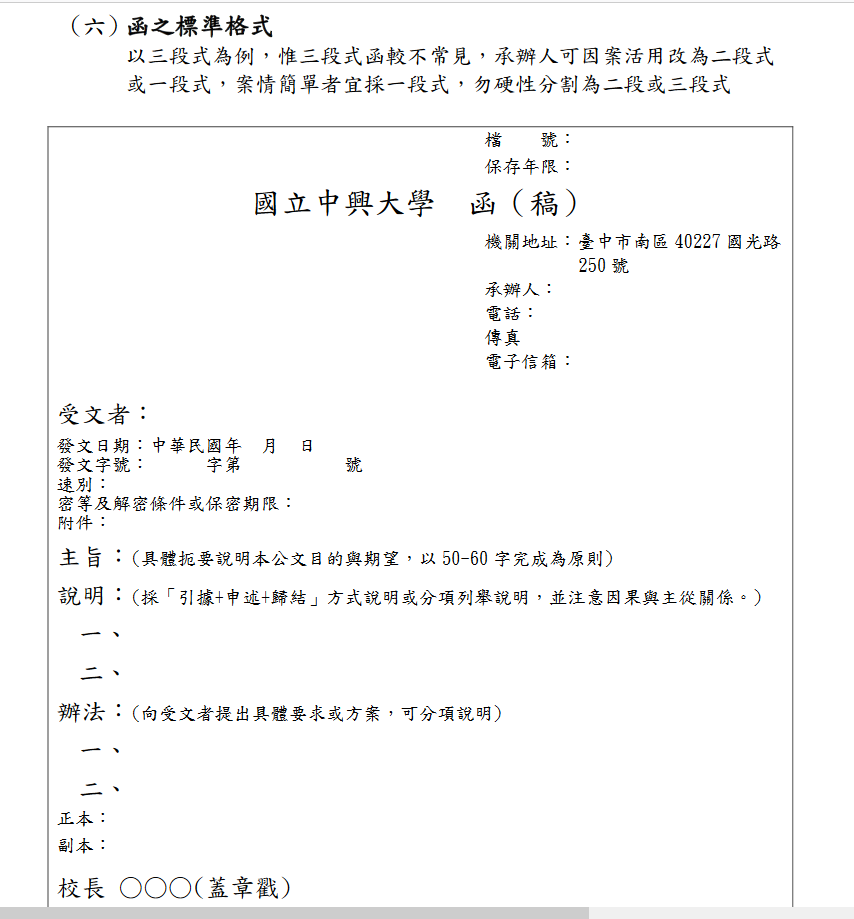 （六）函之標準格式
以三段式為例，惟三段式函較不常見，承辦人可因案活用改為二段式
或一段式，案情簡單者宜採一段式，勿硬性分割為二段或三段式
檔　　號：
保存年限：
國立中興大學　函（稿）
機關地址：臺中市南區 40227 國光路
250 號
承辦人：
電話：
傳真
電子信箱：
受文者：
發文日期：中華民國年　月　日
發文字號：　　　字第　　　　　號
速別：
密等及解密條件或保密期限：
附件：
主旨：(具體扼要說明本公文目的與期望，以 50-60 字完成為原則)
說明：(採「引據+申述+歸結」方式說明或分項列舉說明，並注意因果與主從關係。)
一、
二、
辦法：(向受文者提出具體要求或方案，可分項說明)
一、
二、
正本：
副本：
校長 ○○○(蓋章戳)